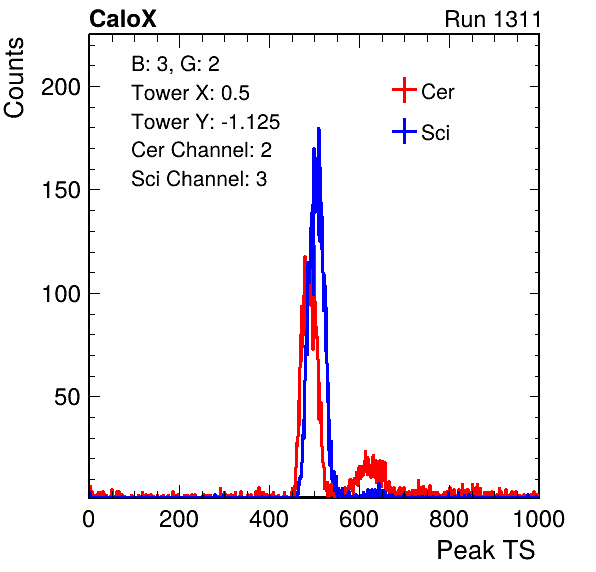 CaloX Run 1311
Counts
B: 3, G: 2
Tower X: 0.5
Tower Y: -1.125
Cer Channel: 2
Sci Channel: 3
Cer
Sci
200
150
100
50
0 200 400 600 800 1000
Peak TS